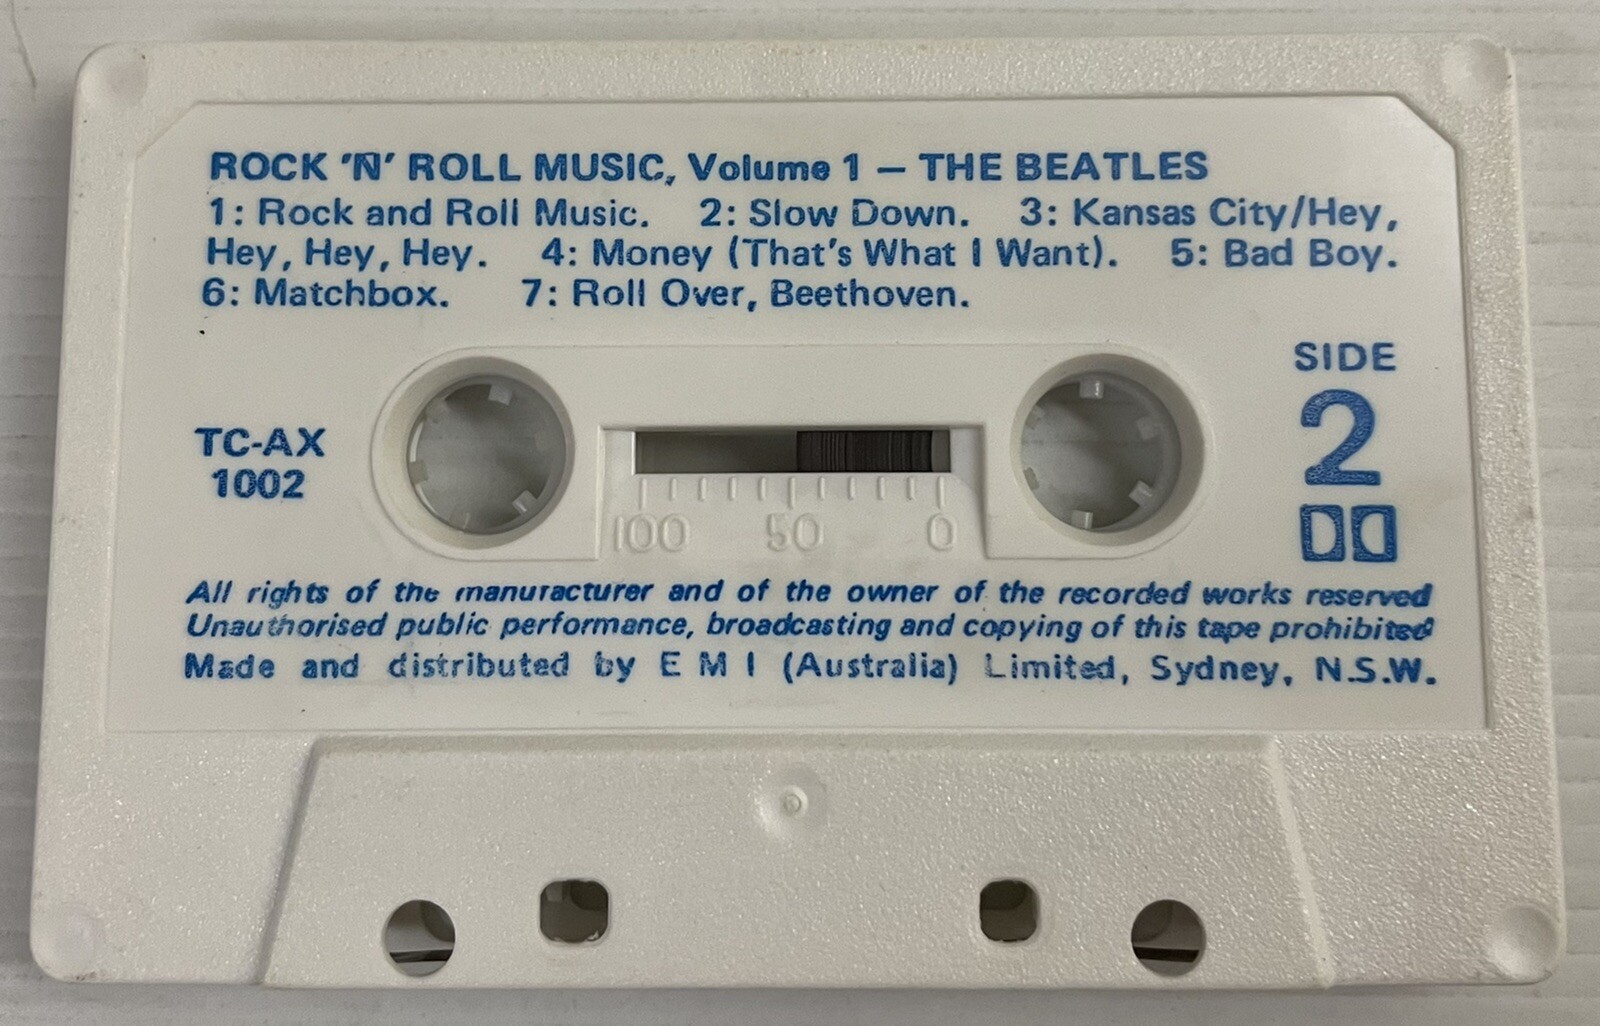 ROCK 'N' ROLL MUSIC, Volume 1 – THE BEATLES
1: Rock and Roll Music. 2: Slow Down. 3: Kansas City/Hey,
Hey, Hey, Hey. 4: Money (That's What I Want). 5: Bad Boy.
6: Matchbox. 7: Roll Over, Beethoven.
SIDE
2
TC-AX
1002
100 50 0
All rights of the manufacturer and of the owner of the recorded works reserved
Unauthorised public performance, broadcasting and copying of this tape prohibited
Made and distributed by E M I (Australia) Limited, Sydney, N.S.W.